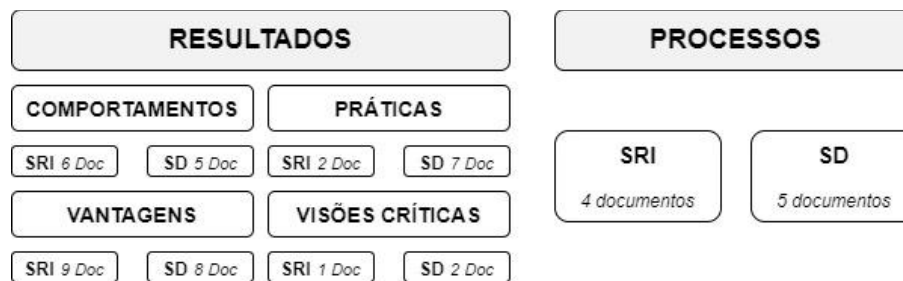 RESULTADOS
COMPORTAMENTOS
PRÁTICAS
SRI 6 Doc
SD 5 Doc
SRI 2 Doc
SD 7 Doc
VANTAGENS
VISÕES CRÍTICAS
SRI 9 Doc
SD 8 Doc
SRI 1 Doc
SD 2 Doc
PROCESSOS
SRI
4 documentos
SD
5 documentos